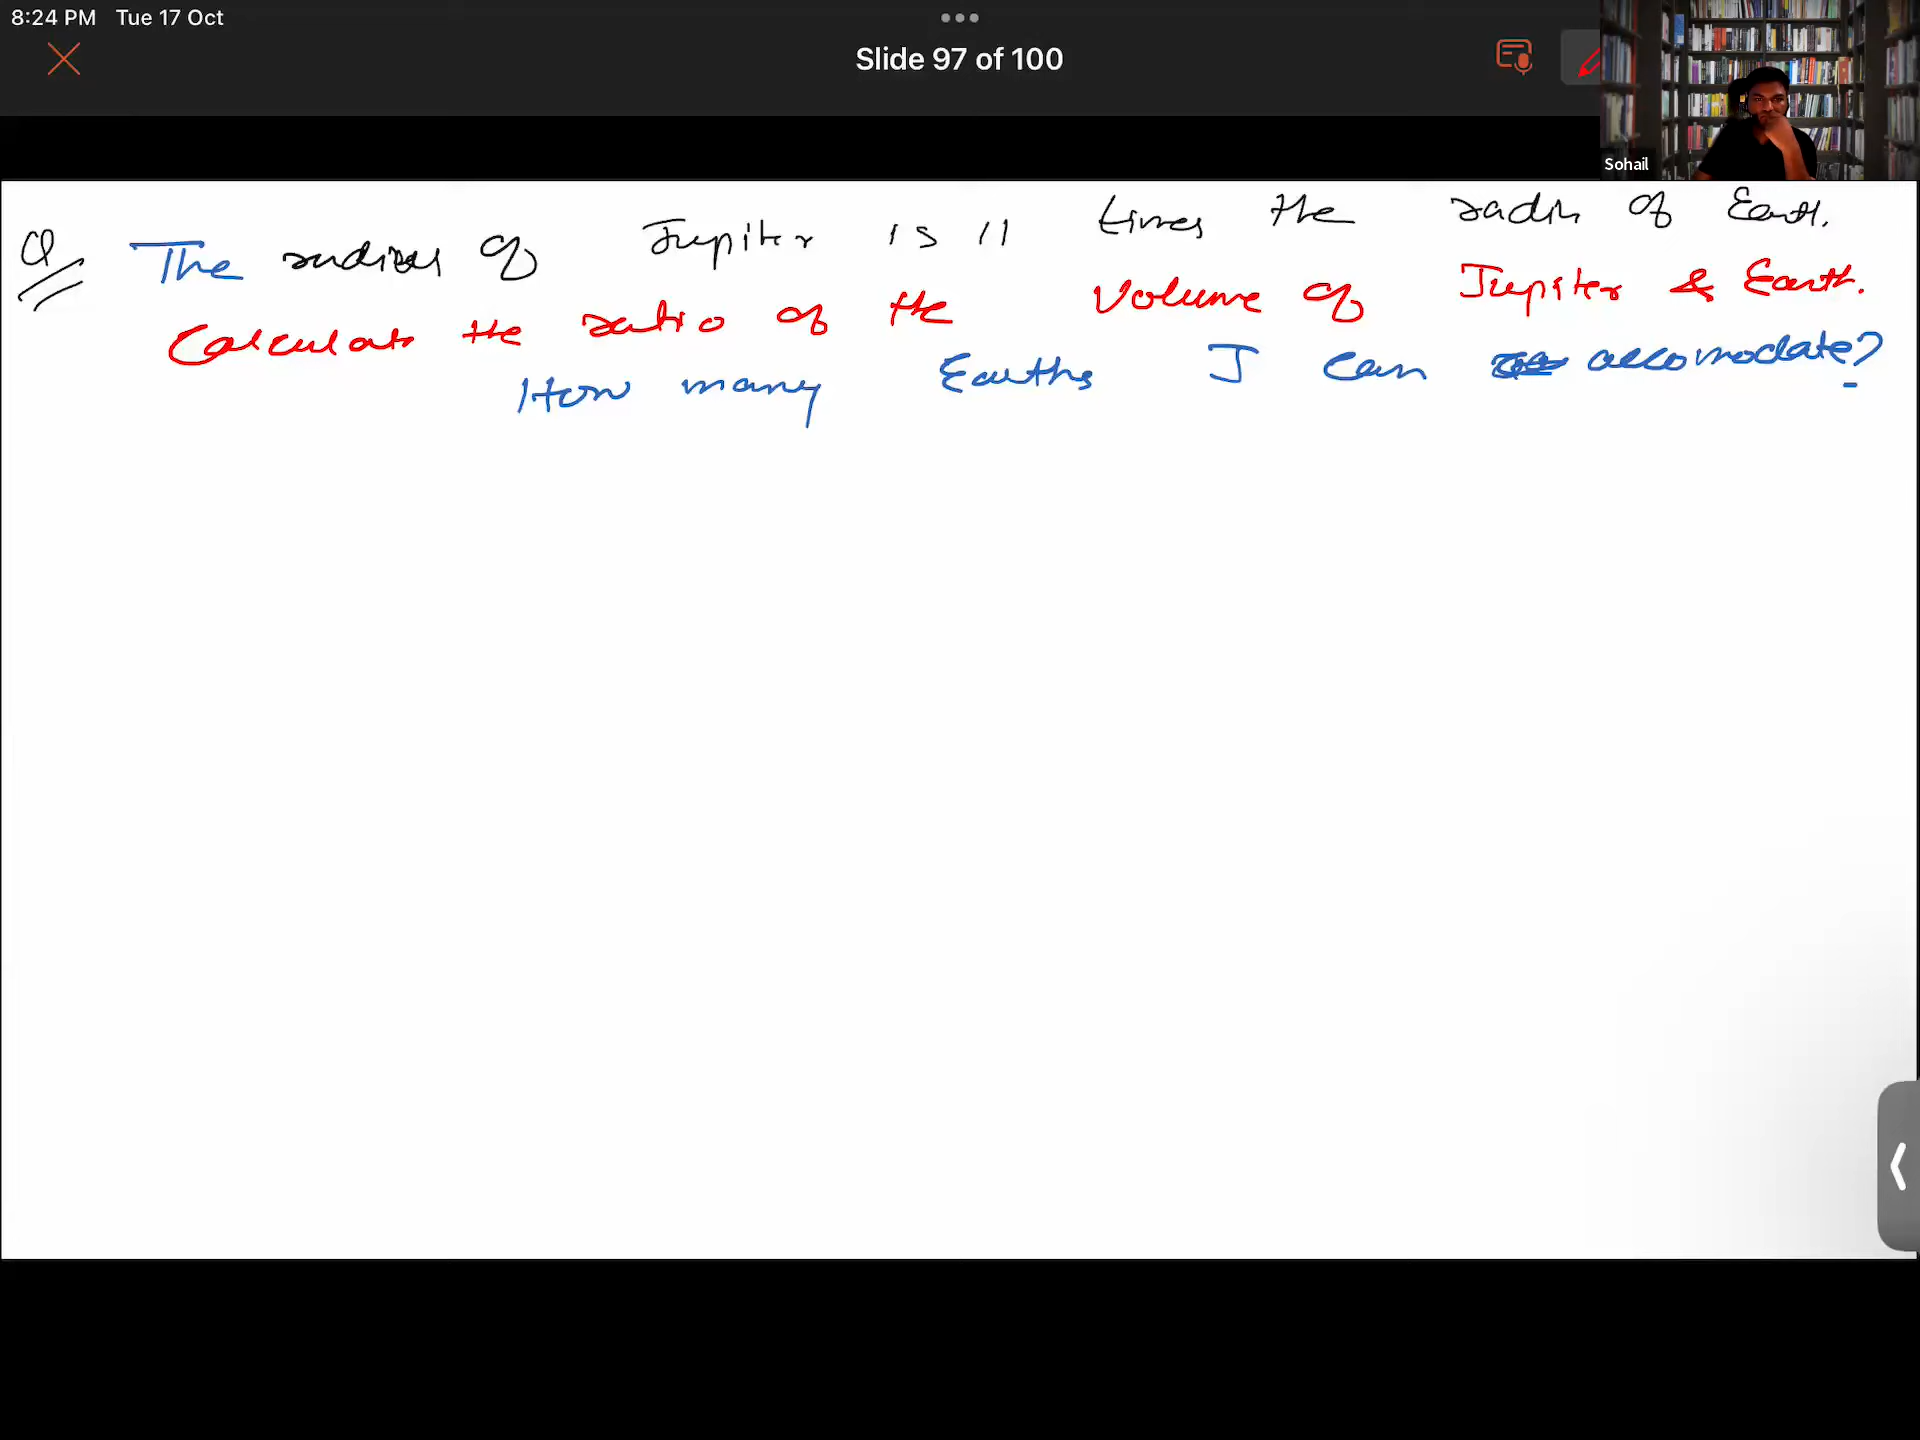 8:24 PM Tue 17 Oct
Slide 97 of 100
Sohail
Q The radius of Jupiter is 11 times the radius of Earth.
Calculate the ratio of the Volume of Jupiter & Earth.
How many Earths J can accomodate?